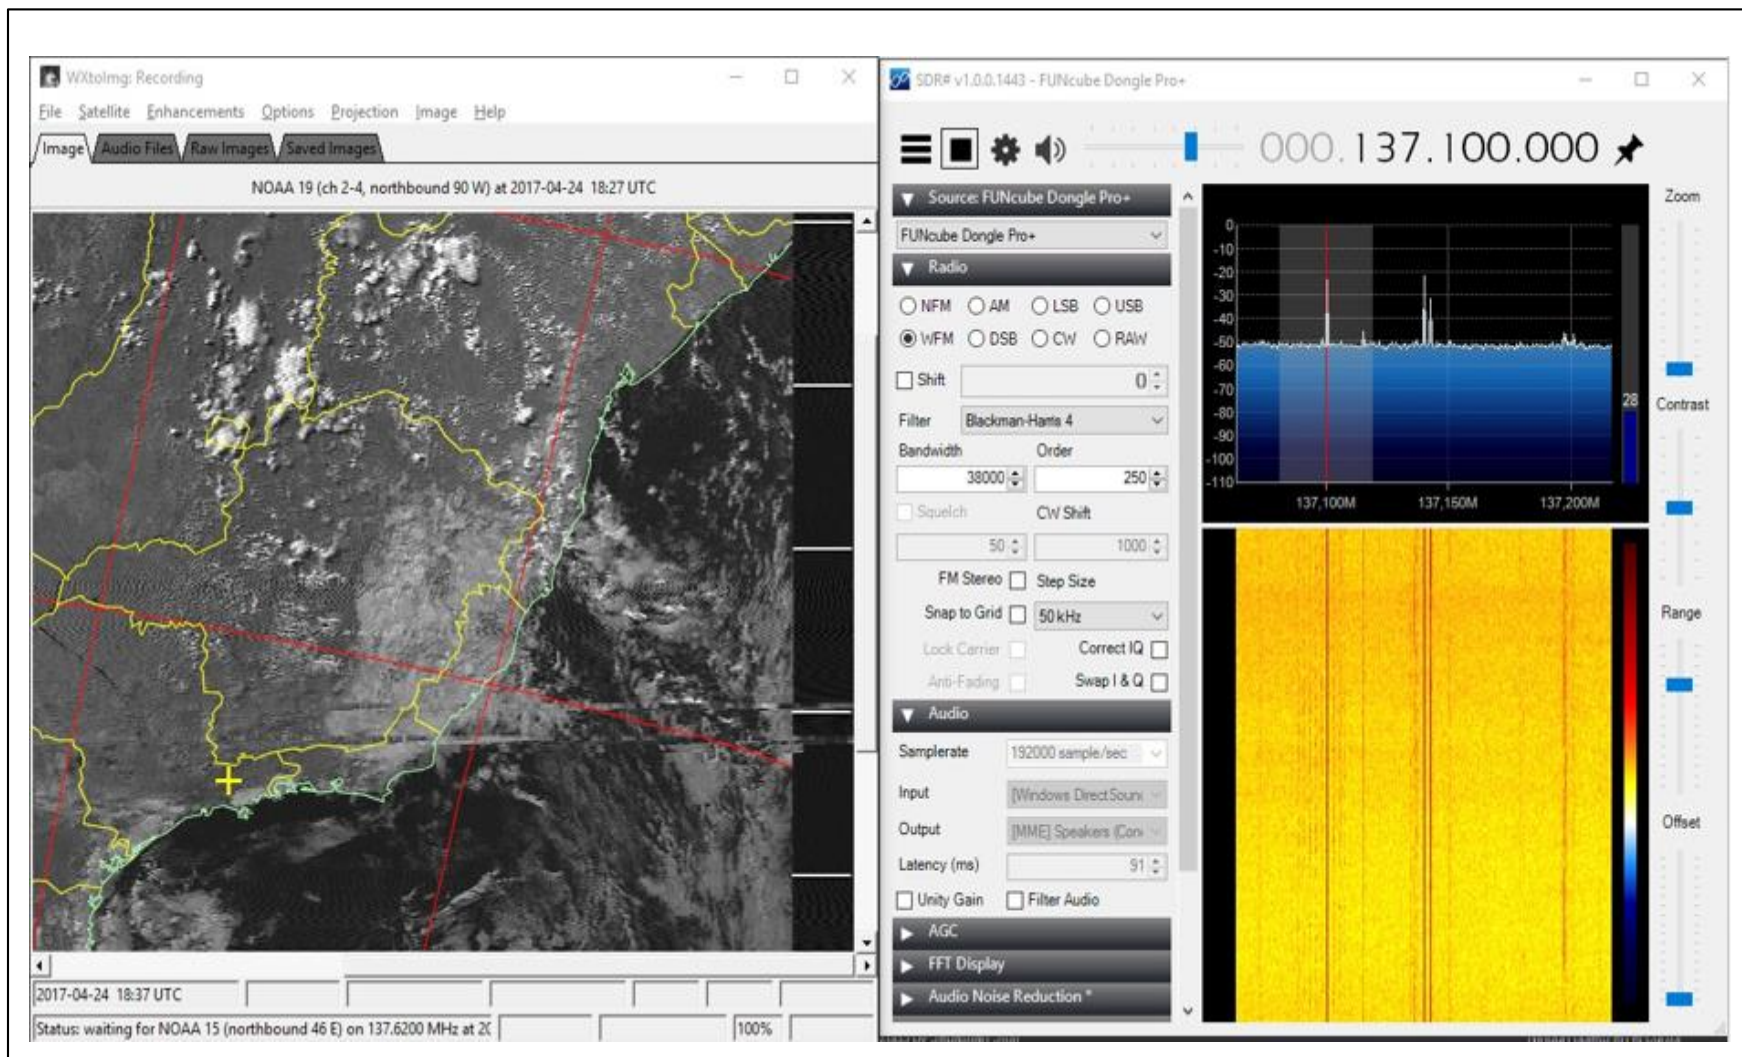 WXtoImg: Recording
File Satellite Enhancements Options Projection Image Help
Image Audio Files Raw Images Saved Images
NOAA 19 (ch 2-4, northbound 90 W) at 2017-04-24 18:27 UTC
2017-04-24 18:37 UTC
Status: waiting for NOAA 15 (northbound 46 E) on 137.6200 MHz at 20
100%
SDR# v1.0.0.1443 - FUNcube Dongle Pro+
000.137.100.000
Source: FUNcube Dongle Pro+
FUNcube Dongle Pro+
Radio
NFM AM LSB USB
WFM DSB CW RAW
Shift 0
Filter Blackman-Harris 4
Bandwidth Order
38000 250
Squelch CW Shift
50 1000
FM Stereo Step Size
Snap to Grid 50 kHz
Lock Carrier Correct IQ
Anti-Fading Swap I & Q
Audio
Samplerate 192000 sample/sec
Input [Windows DirectSoun
Output [MME] Speakers (Con
Latency (ms) 91
Unity Gain Filter Audio
AGC
FFT Display
Audio Noise Reduction *
0
-10
-20
-30
-40
-50
-60
-70
-80
-90
-100
-110
137,100M 137,150M 137,200M
28
Zoom
Contrast
Range
Offset